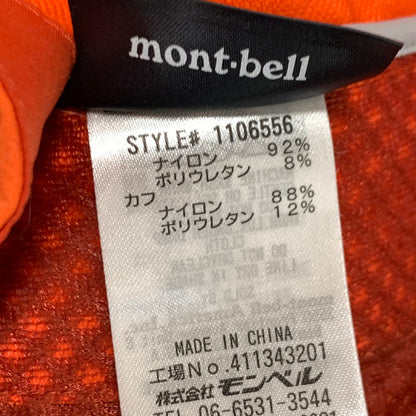 mont-bell
STYLE# 1106556
ナイロン 92%
ポリウレタン 8%
カフ
ナイロン 88%
ポリウレタン 12%
MADE IN CHINA
工場No.411343201
株式会社モンベル
TEL 06-6531-3544